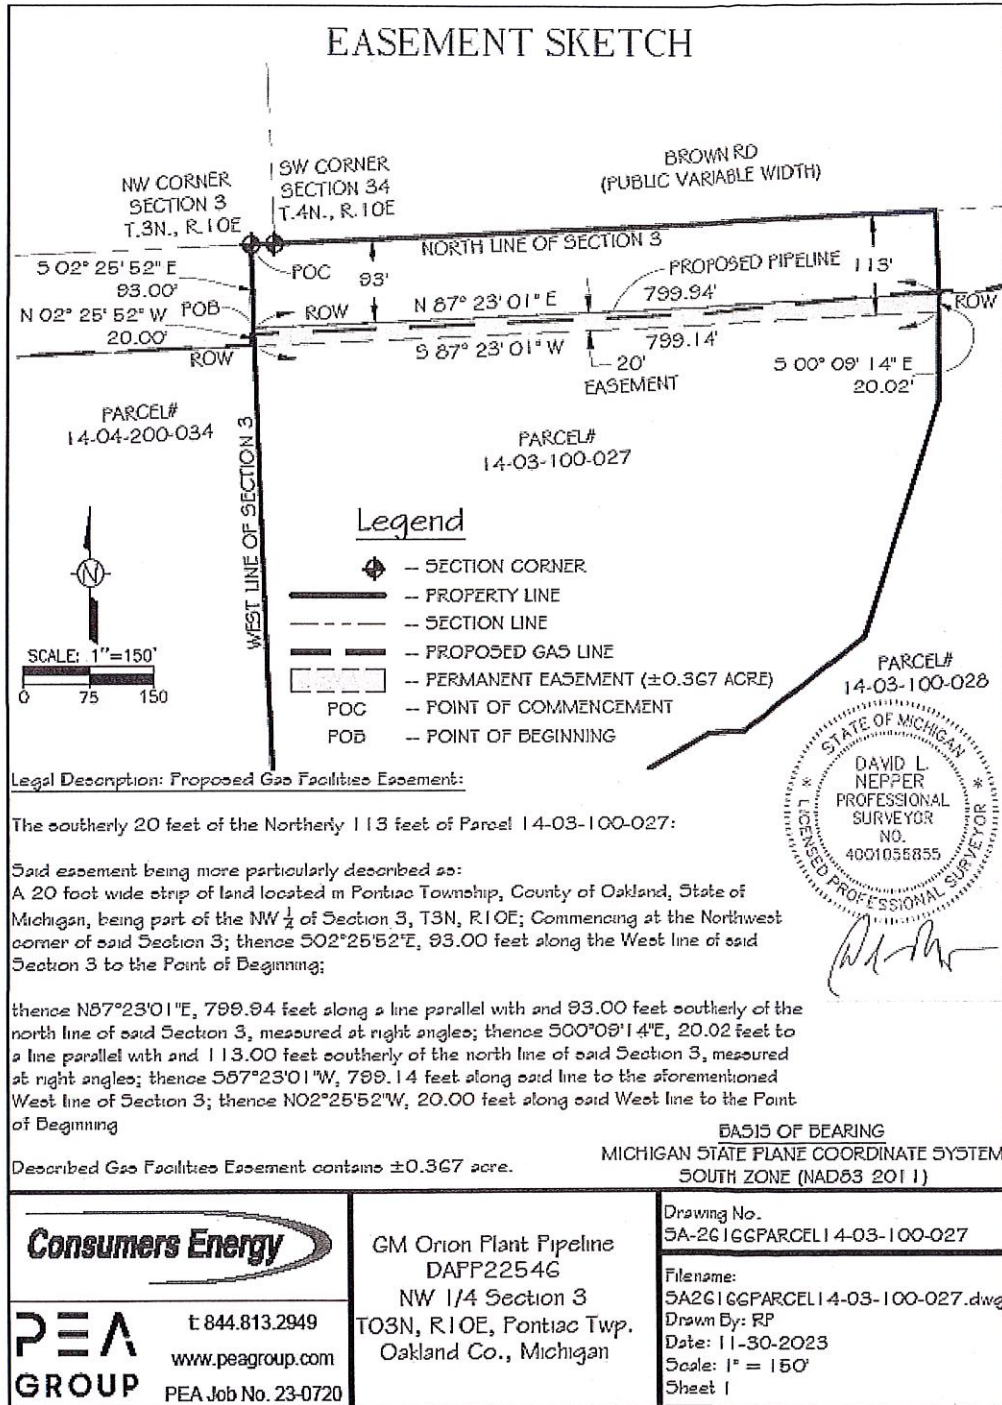 EASEMENT SKETCH
BROWN RD
(PUBLIC VARIABLE WIDTH)
NW CORNER
SECTION 3
T.3N., R.10E
SW CORNER
SECTION 34
T.4N., R.10E
NORTH LINE OF SECTION 3
S 02° 25' 52" E
93.00'
POC
93'
PROPOSED PIPELINE
113'
N 02° 25' 52" W
20.00'
POB
ROW
N 87° 23' 01" E
799.94'
ROW
ROW
S 87° 23' 01" W
799.14'
20'
EASEMENT
S 00° 09' 14" E
20.02'
PARCEL#
14-04-200-034
WEST LINE OF SECTION 3
PARCEL#
14-03-100-027
N
SCALE: 1"=150'
0 75 150
Legend
-- SECTION CORNER
-- PROPERTY LINE
-- SECTION LINE
-- PROPOSED GAS LINE
-- PERMANENT EASEMENT (±0.367 ACRE)
POC -- POINT OF COMMENCEMENT
POB -- POINT OF BEGINNING
PARCEL#
14-03-100-028
STATE OF MICHIGAN
DAVID L.
NEPPER
PROFESSIONAL
SURVEYOR
NO.
4001055855
LICENSED PROFESSIONAL SURVEYOR
Legal Description: Proposed Gas Facilities Easement:
The southerly 20 feet of the Northerly 113 feet of Parcel 14-03-100-027:
Said easement being more particularly described as:
A 20 foot wide strip of land located in Pontiac Township, County of Oakland, State of
Michigan, being part of the NW ¼ of Section 3, T3N, R10E; Commencing at the Northwest
corner of said Section 3; thence S02°25'52"E, 93.00 feet along the West line of said
Section 3 to the Point of Beginning;
thence N87°23'01"E, 799.94 feet along a line parallel with and 93.00 feet southerly of the
north line of said Section 3, measured at right angles; thence S00°09'14"E, 20.02 feet to
a line parallel with and 113.00 feet southerly of the north line of said Section 3, measured
at right angles; thence S87°23'01"W, 799.14 feet along said line to the aforementioned
West line of Section 3; thence N02°25'52"W, 20.00 feet along said West line to the Point
of Beginning
Described Gas Facilities Easement contains ±0.367 acre.
BASIS OF BEARING
MICHIGAN STATE PLANE COORDINATE SYSTEM
SOUTH ZONE (NAD83 2011)
Consumers Energy
PEA
GROUP
t: 844.813.2949
www.peagroup.com
PEA Job No. 23-0720
GM Orion Plant Pipeline
DAPP22546
NW 1/4 Section 3
T03N, R10E, Pontiac Twp.
Oakland Co., Michigan
Drawing No.
SA-26166PARCEL14-03-100-027
Filename:
SA26166PARCEL14-03-100-027.dwg
Drawn By: RP
Date: 11-30-2023
Scale: 1" = 150'
Sheet 1